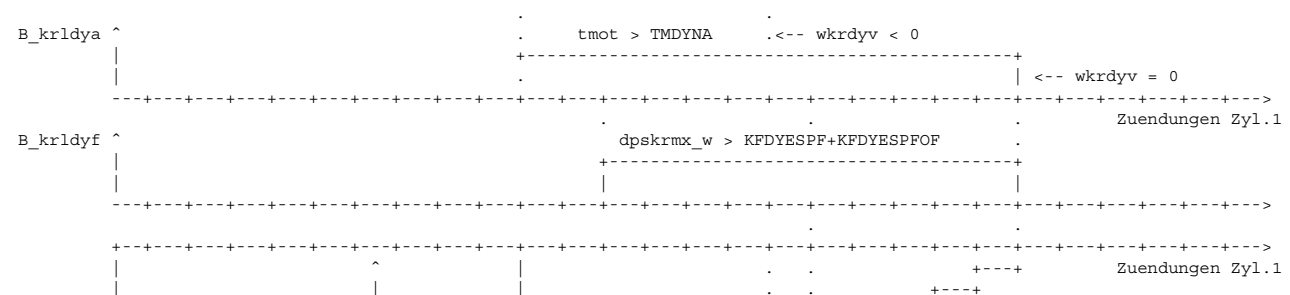 B_krldya ^ . tmot > TMDYNA .<-- wkrdyv < 0
<-- wkrdyv = 0
Zuendungen Zyl.1
B_krldyf ^ dpskrmx_w > KFDYESPF+KFDYESPFOF .
Zuendungen Zyl.1